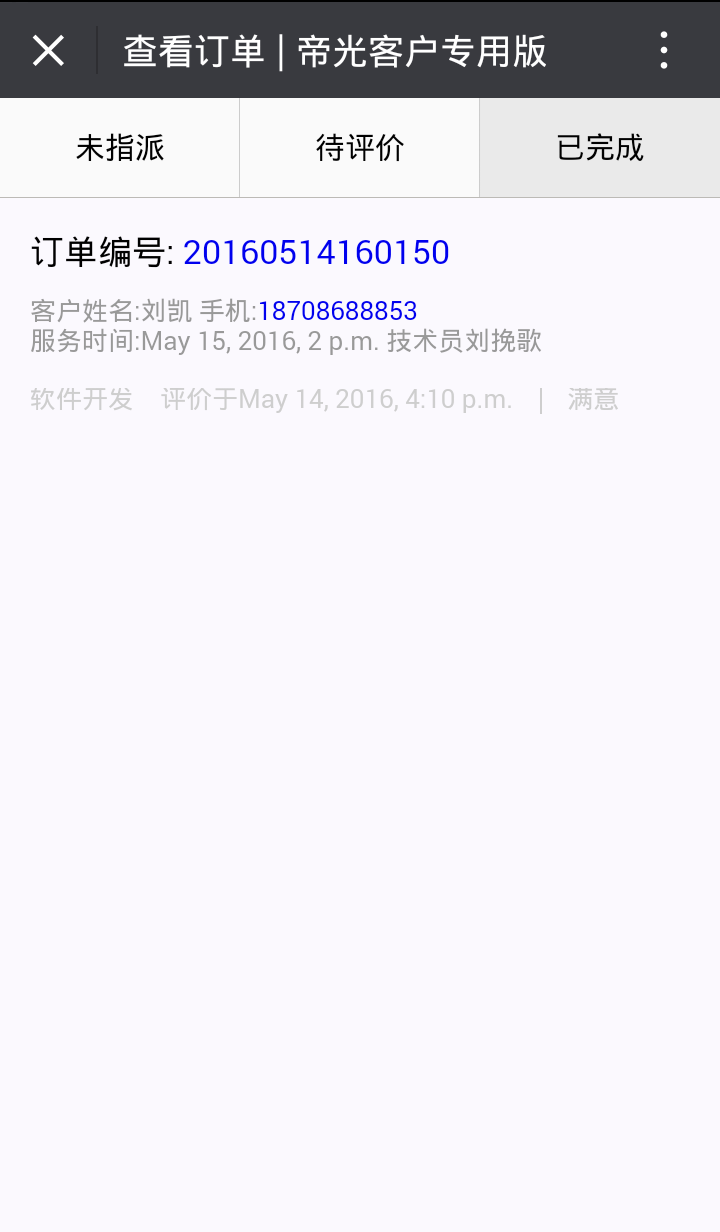 查看订单 | 帝光客户专用版
未指派
待评价
已完成
订单编号: 20160514160150
客户姓名:刘凯 手机:18708688853
服务时间:May 15, 2016, 2 p.m. 技术员刘挽歌
软件开发 评价于May 14, 2016, 4:10 p.m. | 满意